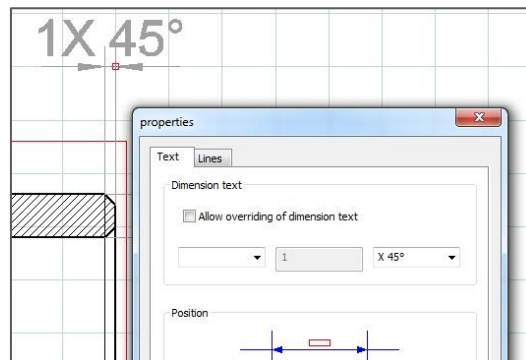 1X 45°
properties
Text Lines
Dimension text
Allow overriding of dimension text
1 X 45°
Position